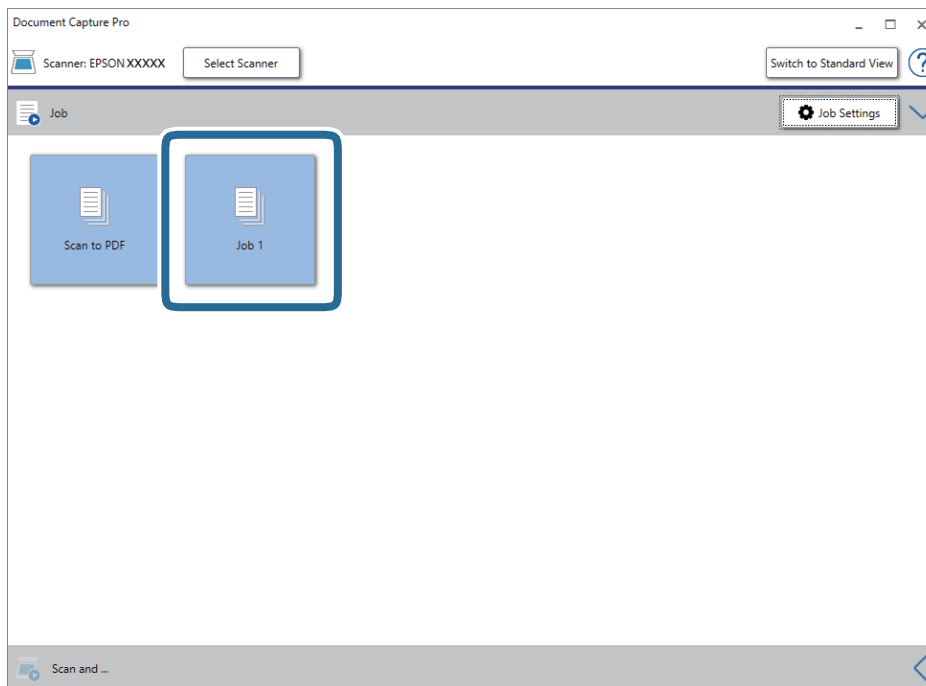 Document Capture Pro
Scanner: EPSON XXXXX
Select Scanner
Switch to Standard View
?
Job
Job Settings
Scan to PDF
Job 1
Scan and ...